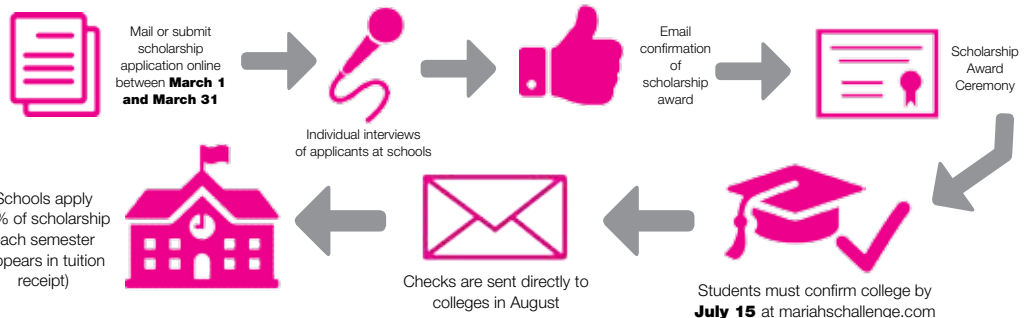 Mail or submit
scholarship
application online
between March 1
and March 31
Individual interviews
of applicants at schools
Email
confirmation
of
scholarship
award
Scholarship
Award
Ceremony
Students must confirm college by
July 15 at mariahschallenge.com
Checks are sent directly to
colleges in August
Schools apply
% of scholarship
each semester
appears in tuition
receipt)